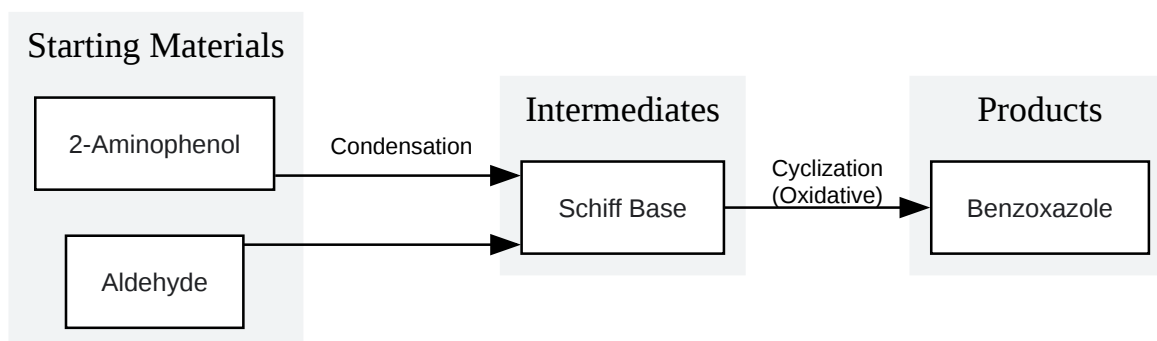 Starting Materials
2-Aminophenol
Aldehyde
Condensation
Intermediates
Schiff Base
Cyclization
(Oxidative)
Products
Benzoxazole